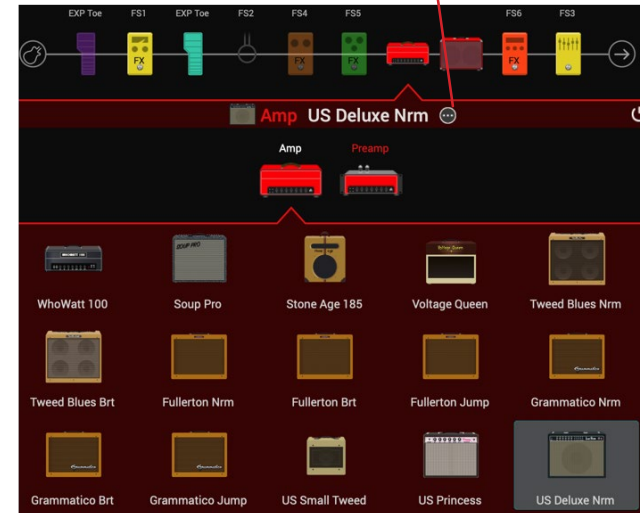 EXP Toe FS1 EXP Toe FS2 FS4 FS5 FS6 FS3
FX FX FX FX
Amp US Deluxe Nrm
Amp Preamp
WhoWatt 100 Soup Pro Stone Age 185 Voltage Queen Tweed Blues Nrm
Tweed Blues Brt Fullerton Nrm Fullerton Brt Fullerton Jump Grammatico Nrm
Grammatico Brt Grammatico Jump US Small Tweed US Princess US Deluxe Nrm